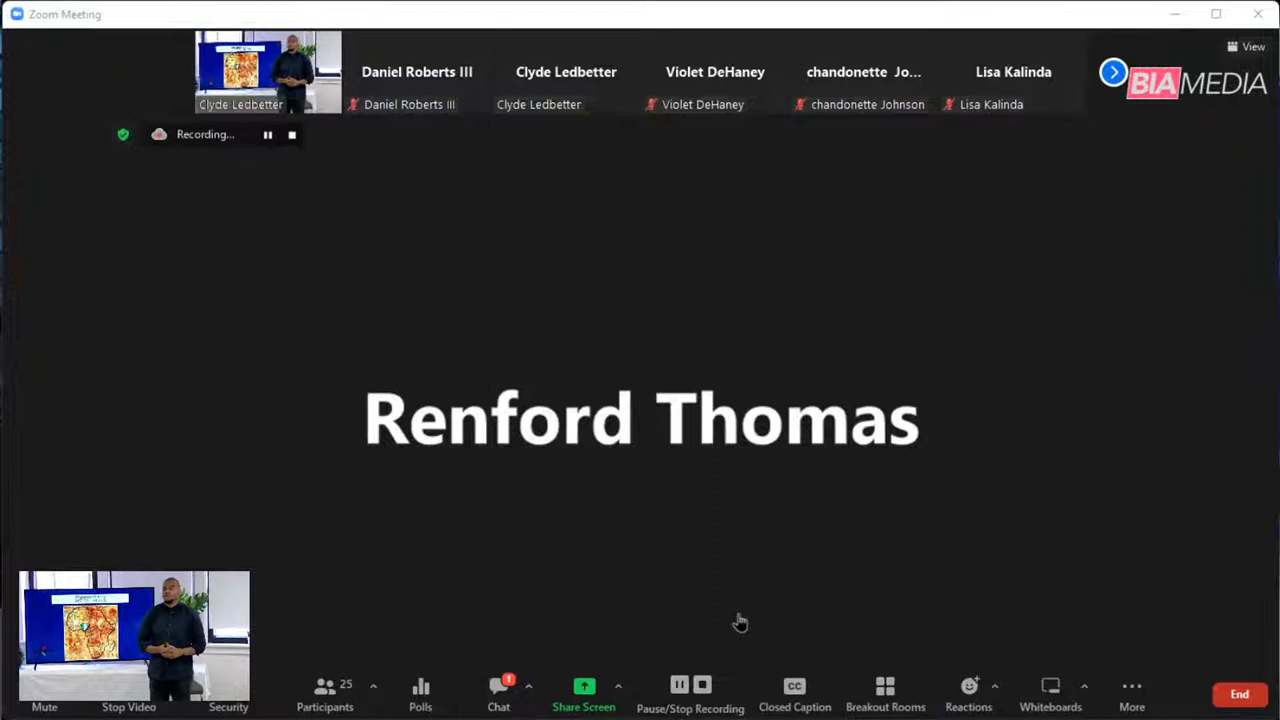 Zoom Meeting
View
Daniel Roberts III
Clyde Ledbetter
Violet DeHaney
chandonette Jo...
Lisa Kalinda
BIAMEDIA
Clyde Ledbetter
Daniel Roberts III
Clyde Ledbetter
Violet DeHaney
chandonette Johnson
Lisa Kalinda
Recording...
Renford Thomas
25
1
CC
Mute
Stop Video
Security
Participants
Polls
Chat
Share Screen
Pause/Stop Recording
Closed Caption
Breakout Rooms
Reactions
Whiteboards
More
End